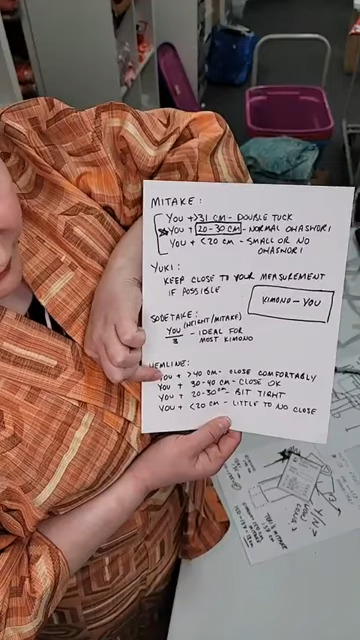 MITAKE:
YOU + >31 CM - DOUBLE TUCK
YOU + 20-30 CM - NORMAL OHASHORI
YOU + <20 CM - SMALL OR NO
OHASHORI
YUKI:
KEEP CLOSE TO YOUR MEASUREMENT
IF POSSIBLE
KIMONO - YOU
SODETAKE:
YOU (HEIGHT/MITAKE)
3 - IDEAL FOR
MOST KIMONO
HEMLINE:
YOU + >40 CM - CLOSE COMFORTABLY
YOU + 30-40 CM - CLOSE OK
YOU + 20-30 CM - BIT TIGHT
YOU + <20 CM - LITTLE TO NO CLOSE
Y/N?